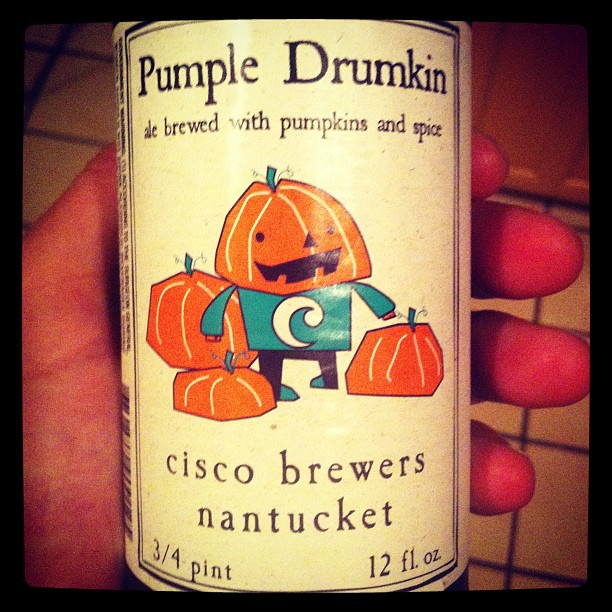 Pumple Drumkin
ale brewed with pumpkins and spice
cisco brewers
nantucket
3/4 pint 12 fl. oz.